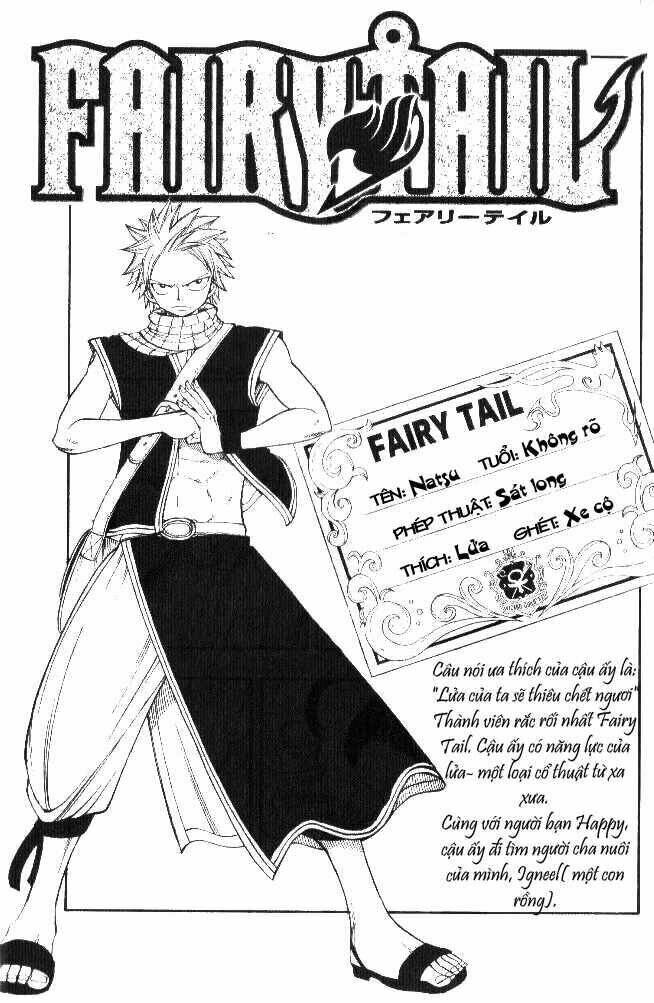 FAIRY TAIL
フェアリーテイル
FAIRY TAIL
TÊN: Natsu TUỔI: Không rõ
PHÉP THUẬT: Sát long
THÍCH: Lửa GHÉT: Xe cộ
Câu nói ưa thích của cậu ấy là:
"Lửa của ta sẽ thiêu chết ngươi"
Thành viên rắc rối nhất Fairy
Tail. Cậu ấy có năng lực của
lửa- một loại cổ thuật từ xa
xưa.
Cùng với người bạn Happy,
cậu ấy đi tìm người cha nuôi
của mình, Igneel( một con
rồng).